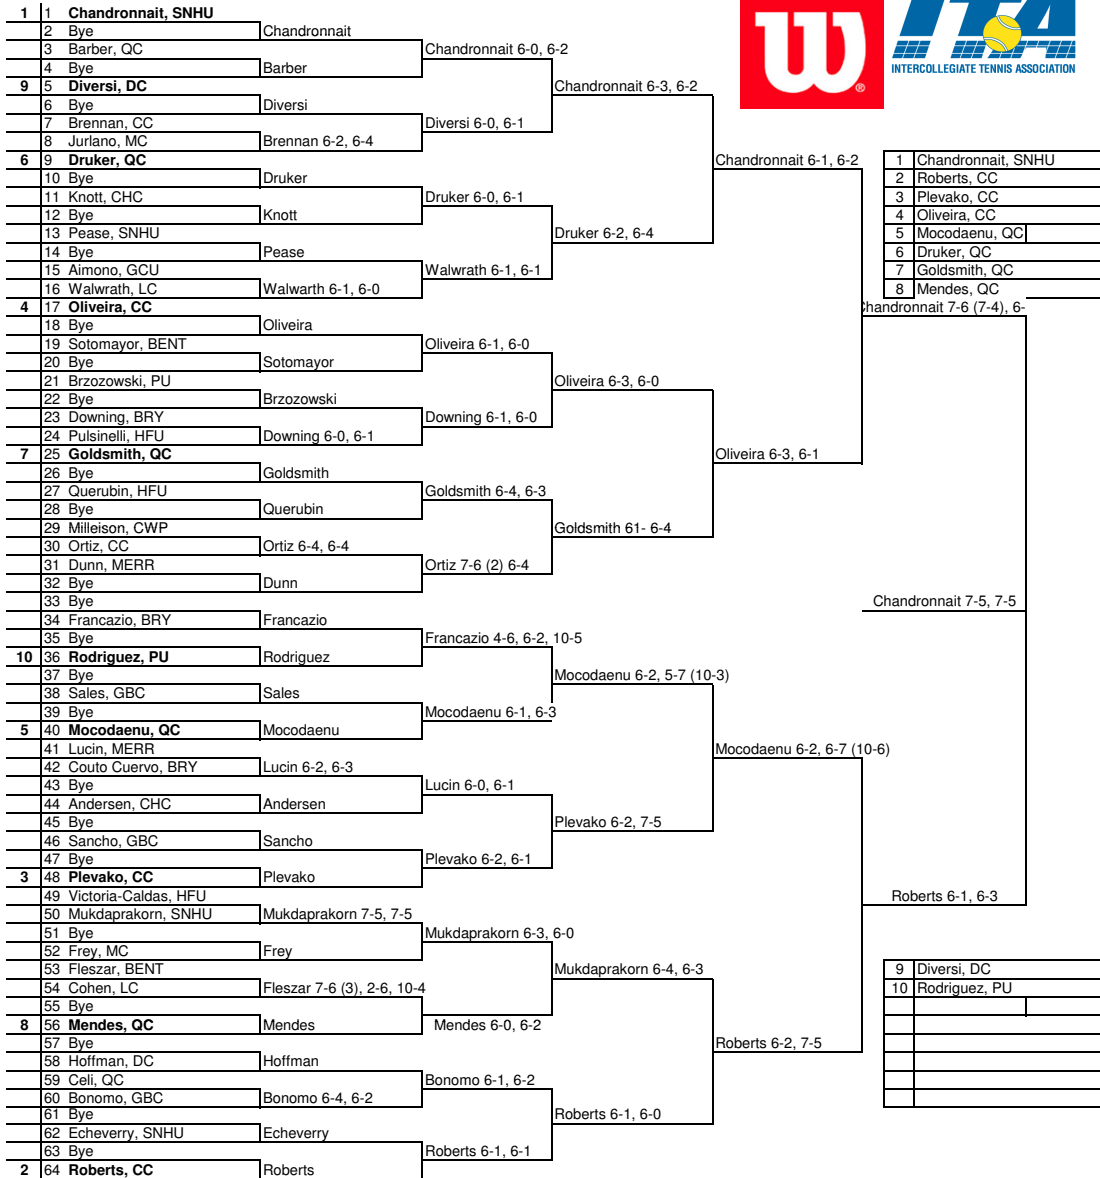 1 1 Chandronnait, SNHU
2 Bye Chandronnait
3 Barber, QC Chandronnait 6-0, 6-2
4 Bye Barber
INTERCOLLEGIATE TENNIS ASSOCIATION
ITA
W
®
9 5 Diversi, DC Chandronnait 6-3, 6-2
6 Bye Diversi
7 Brennan, CC Diversi 6-0, 6-1
8 Jurlano, MC Brennan 6-2, 6-4
6 9 Druker, QC Chandronnait 6-1, 6-2 1 Chandronnait, SNHU
10 Bye Druker 2 Roberts, CC
11 Knott, CHC Druker 6-0, 6-1 3 Plevako, CC
12 Bye Knott 4 Oliveira, CC
13 Pease, SNHU Druker 6-2, 6-4 5 Mocodaenu, QC
14 Bye Pease 6 Druker, QC
15 Aimono, GCU Walwrath 6-1, 6-1 7 Goldsmith, QC
16 Walwrath, LC Walwarth 6-1, 6-0 8 Mendes, QC
4 17 Oliveira, CC Chandronnait 7-6 (7-4), 6-
18 Bye Oliveira
19 Sotomayor, BENT Oliveira 6-1, 6-0
20 Bye Sotomayor
21 Brzozowski, PU Oliveira 6-3, 6-0
22 Bye Brzozowski
23 Downing, BRY Downing 6-1, 6-0
24 Pulsinelli, HFU Downing 6-0, 6-1
7 25 Goldsmith, QC Oliveira 6-3, 6-1
26 Bye Goldsmith
27 Querubin, HFU Goldsmith 6-4, 6-3
28 Bye Querubin
29 Milleison, CWP Goldsmith 61- 6-4
30 Ortiz, CC Ortiz 6-4, 6-4
31 Dunn, MERR Ortiz 7-6 (2) 6-4
32 Bye Dunn
33 Bye Chandronnait 7-5, 7-5
34 Francazio, BRY Francazio
35 Bye Francazio 4-6, 6-2, 10-5
10 36 Rodriguez, PU Rodriguez
37 Bye Mocodaenu 6-2, 5-7 (10-3)
38 Sales, GBC Sales
39 Bye Mocodaenu 6-1, 6-3
5 40 Mocodaenu, QC Mocodaenu
41 Lucin, MERR Mocodaenu 6-2, 6-7 (10-6)
42 Couto Cuervo, BRY Lucin 6-2, 6-3
43 Bye Lucin 6-0, 6-1
44 Andersen, CHC Andersen
45 Bye Plevako 6-2, 7-5
46 Sancho, GBC Sancho
47 Bye Plevako 6-2, 6-1
3 48 Plevako, CC Plevako
49 Victoria-Caldas, HFU Roberts 6-1, 6-3
50 Mukdaprakorn, SNHU Mukdaprakorn 7-5, 7-5
51 Bye Mukdaprakorn 6-3, 6-0
52 Frey, MC Frey
53 Fleszar, BENT Mukdaprakorn 6-4, 6-3 9 Diversi, DC
54 Cohen, LC Fleszar 7-6 (3), 2-6, 10-4 10 Rodriguez, PU
55 Bye
8 56 Mendes, QC Mendes Mendes 6-0, 6-2
57 Bye Roberts 6-2, 7-5
58 Hoffman, DC Hoffman
59 Celi, QC Bonomo 6-1, 6-2
60 Bonomo, GBC Bonomo 6-4, 6-2
61 Bye Roberts 6-1, 6-0
62 Echeverry, SNHU Echeverry
63 Bye Roberts 6-1, 6-1
2 64 Roberts, CC Roberts